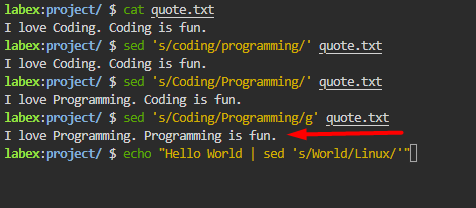 labex:project/ $ cat quote.txt
I love Coding. Coding is fun.
labex:project/ $ sed 's/coding/programming/' quote.txt
I love Coding. Coding is fun.
labex:project/ $ sed 's/Coding/Programming/' quote.txt
I love Programming. Coding is fun.
labex:project/ $ sed 's/Coding/Programming/g' quote.txt
I love Programming. Programming is fun.
labex:project/ $ echo "Hello World | sed 's/World/Linux/'"